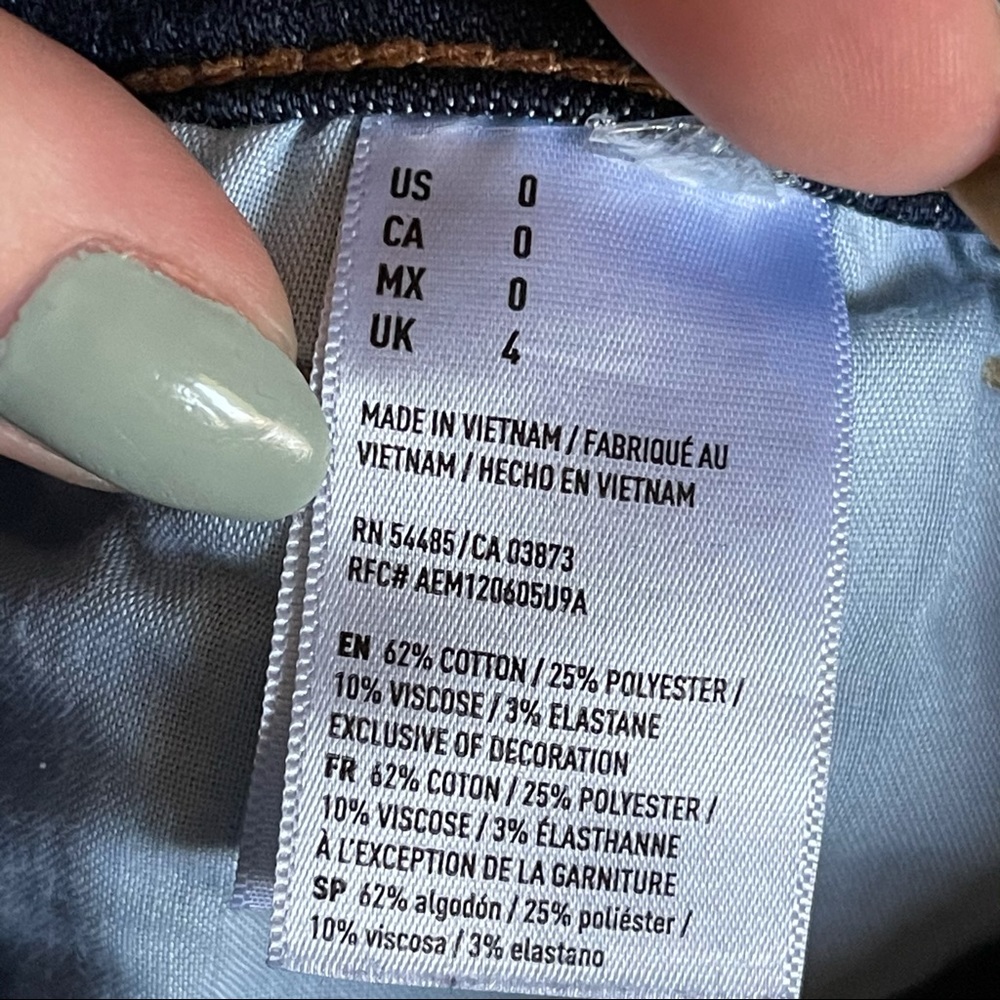 US 0
CA 0
MX 0
UK 4
MADE IN VIETNAM / FABRIQUÉ AU
VIETNAM / HECHO EN VIETNAM
RN 54485 / CA 03873
RFC# AEM120605U9A
EN 62% COTTON / 25% POLYESTER /
10% VISCOSE / 3% ELASTANE
EXCLUSIVE OF DECORATION
FR 62% COTON / 25% POLYESTER /
10% VISCOSE / 3% ÉLASTHANNE
À L'EXCEPTION DE LA GARNITURE
SP 62% algodón / 25% poliéster /
10% viscosa / 3% elastano